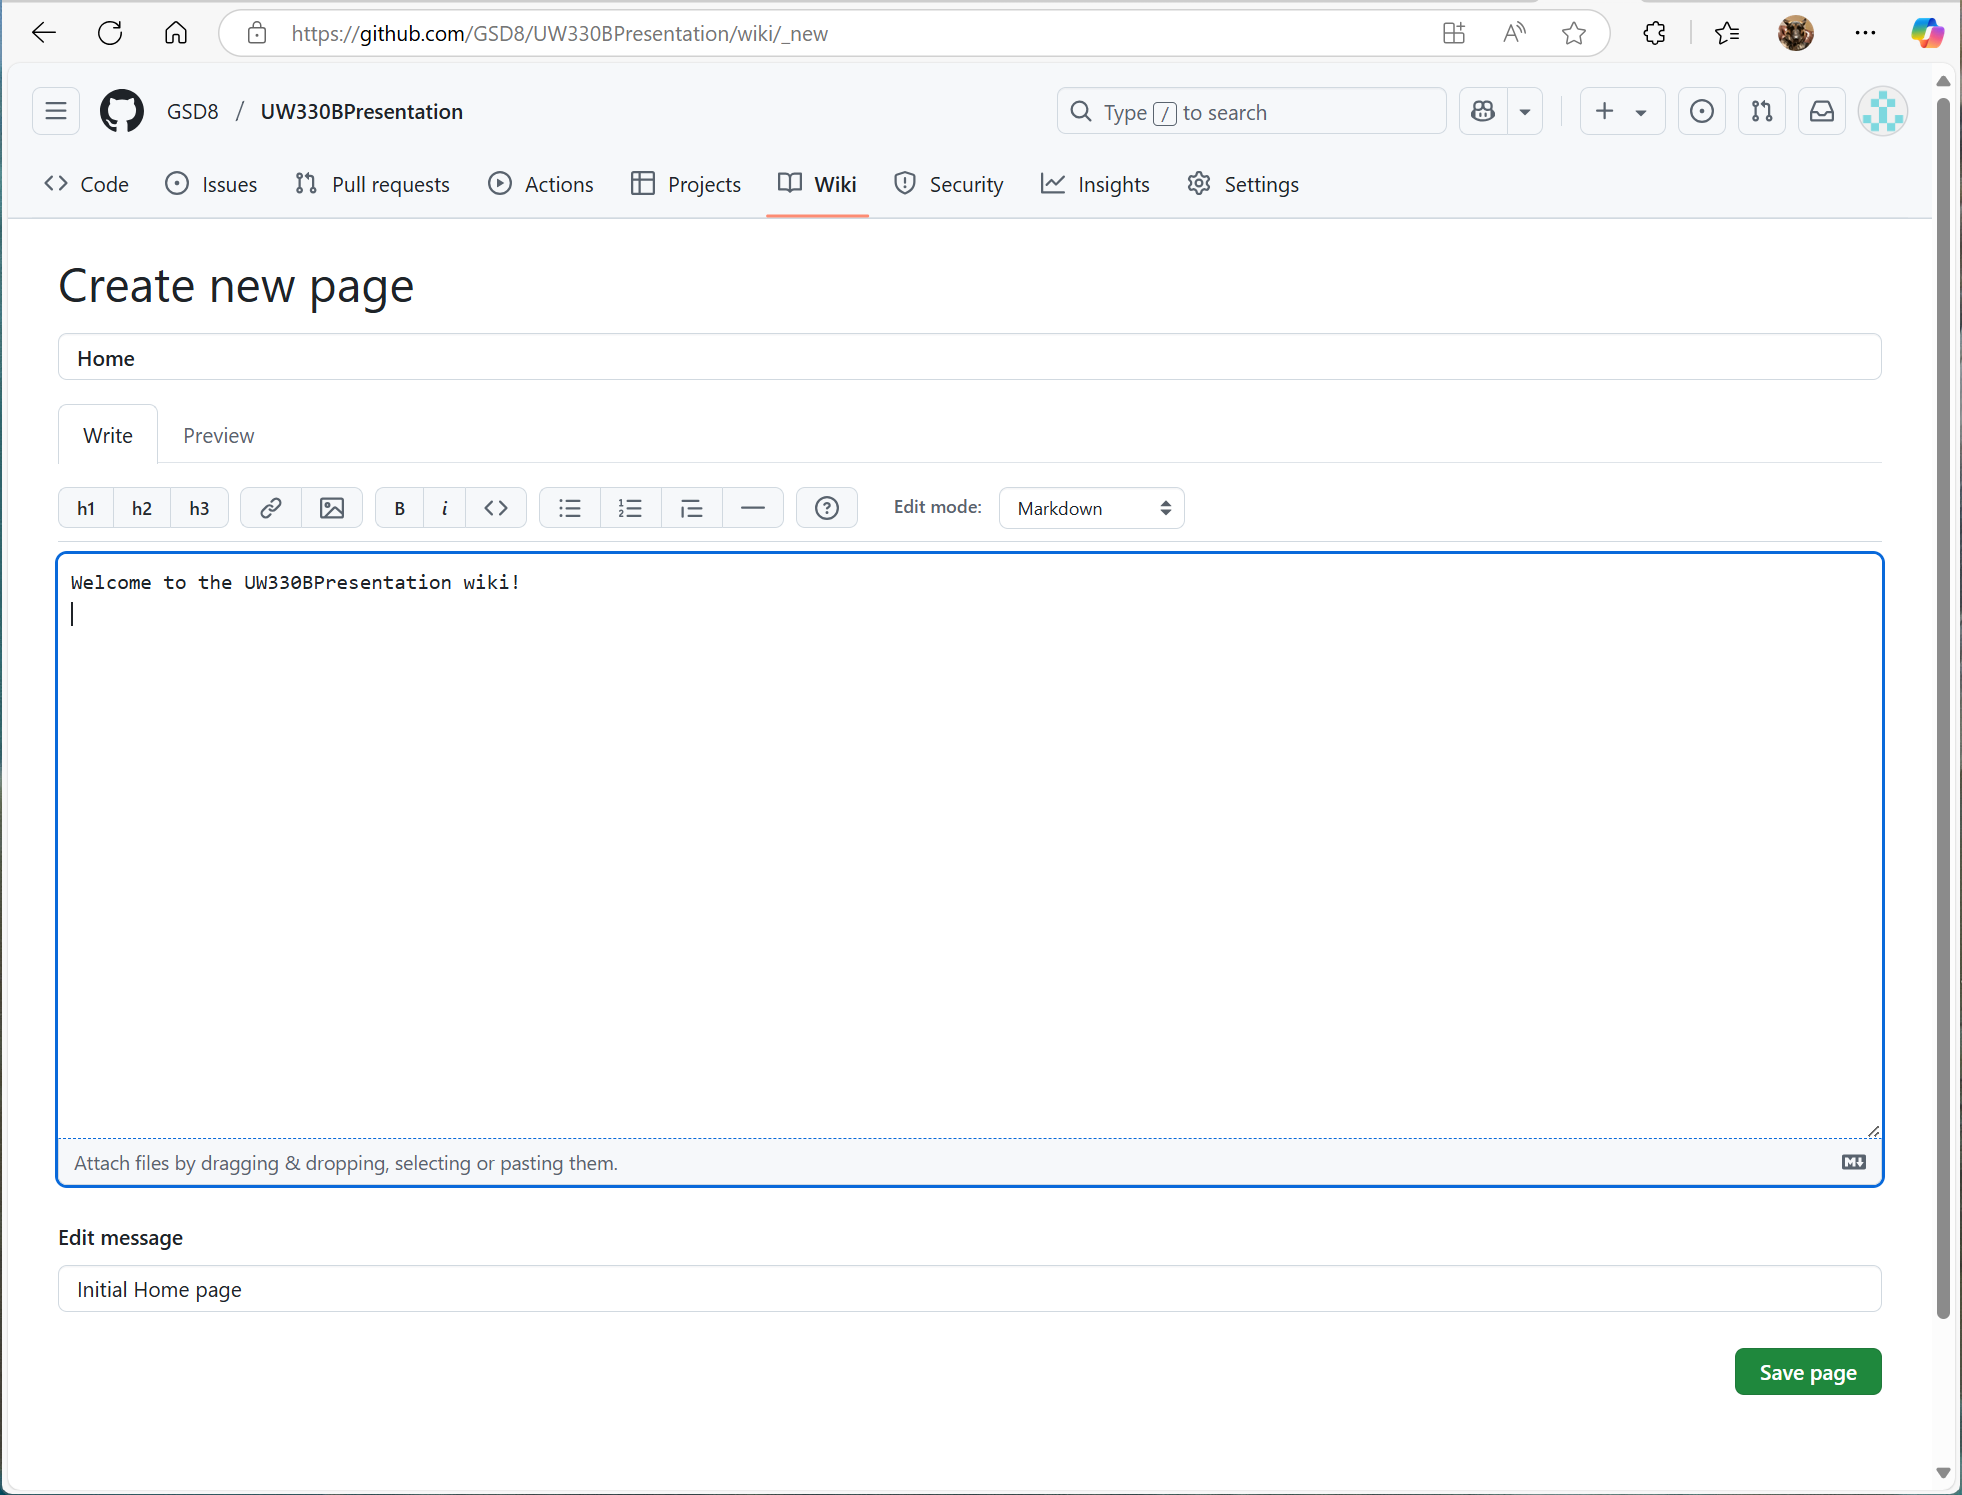 https://github.com/GSD8/UW330BPresentation/wiki/_new
GSD8 / UW330BPresentation
Type / to search
Code Issues Pull requests Actions Projects Wiki Security Insights Settings
Create new page
Home
Write Preview
h1 h2 h3 B i Edit mode: Markdown
Welcome to the UW330BPresentation wiki!
Attach files by dragging & dropping, selecting or pasting them.
Edit message
Initial Home page
Save page